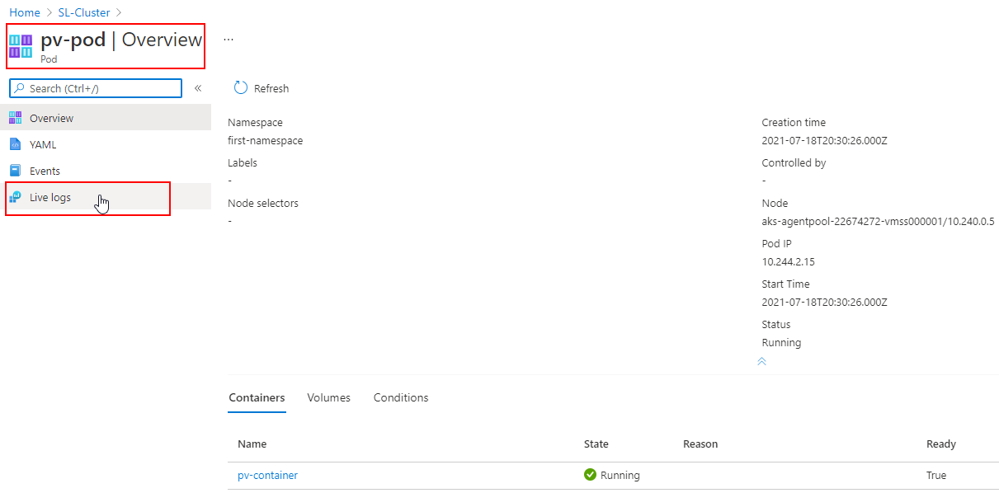 Home > SL-Cluster >
pv-pod | Overview ...
Pod
Search (Ctrl+/) «
Refresh
Overview
YAML
Events
Live logs
Namespace
first-namespace
Labels
-
Node selectors
-
Creation time
2021-07-18T20:30:26.000Z
Controlled by
-
Node
aks-agentpool-22674272-vmss000001/10.240.0.5
Pod IP
10.244.2.15
Start Time
2021-07-18T20:30:26.000Z
Status
Running
Containers Volumes Conditions
Name State Reason Ready
pv-container Running True